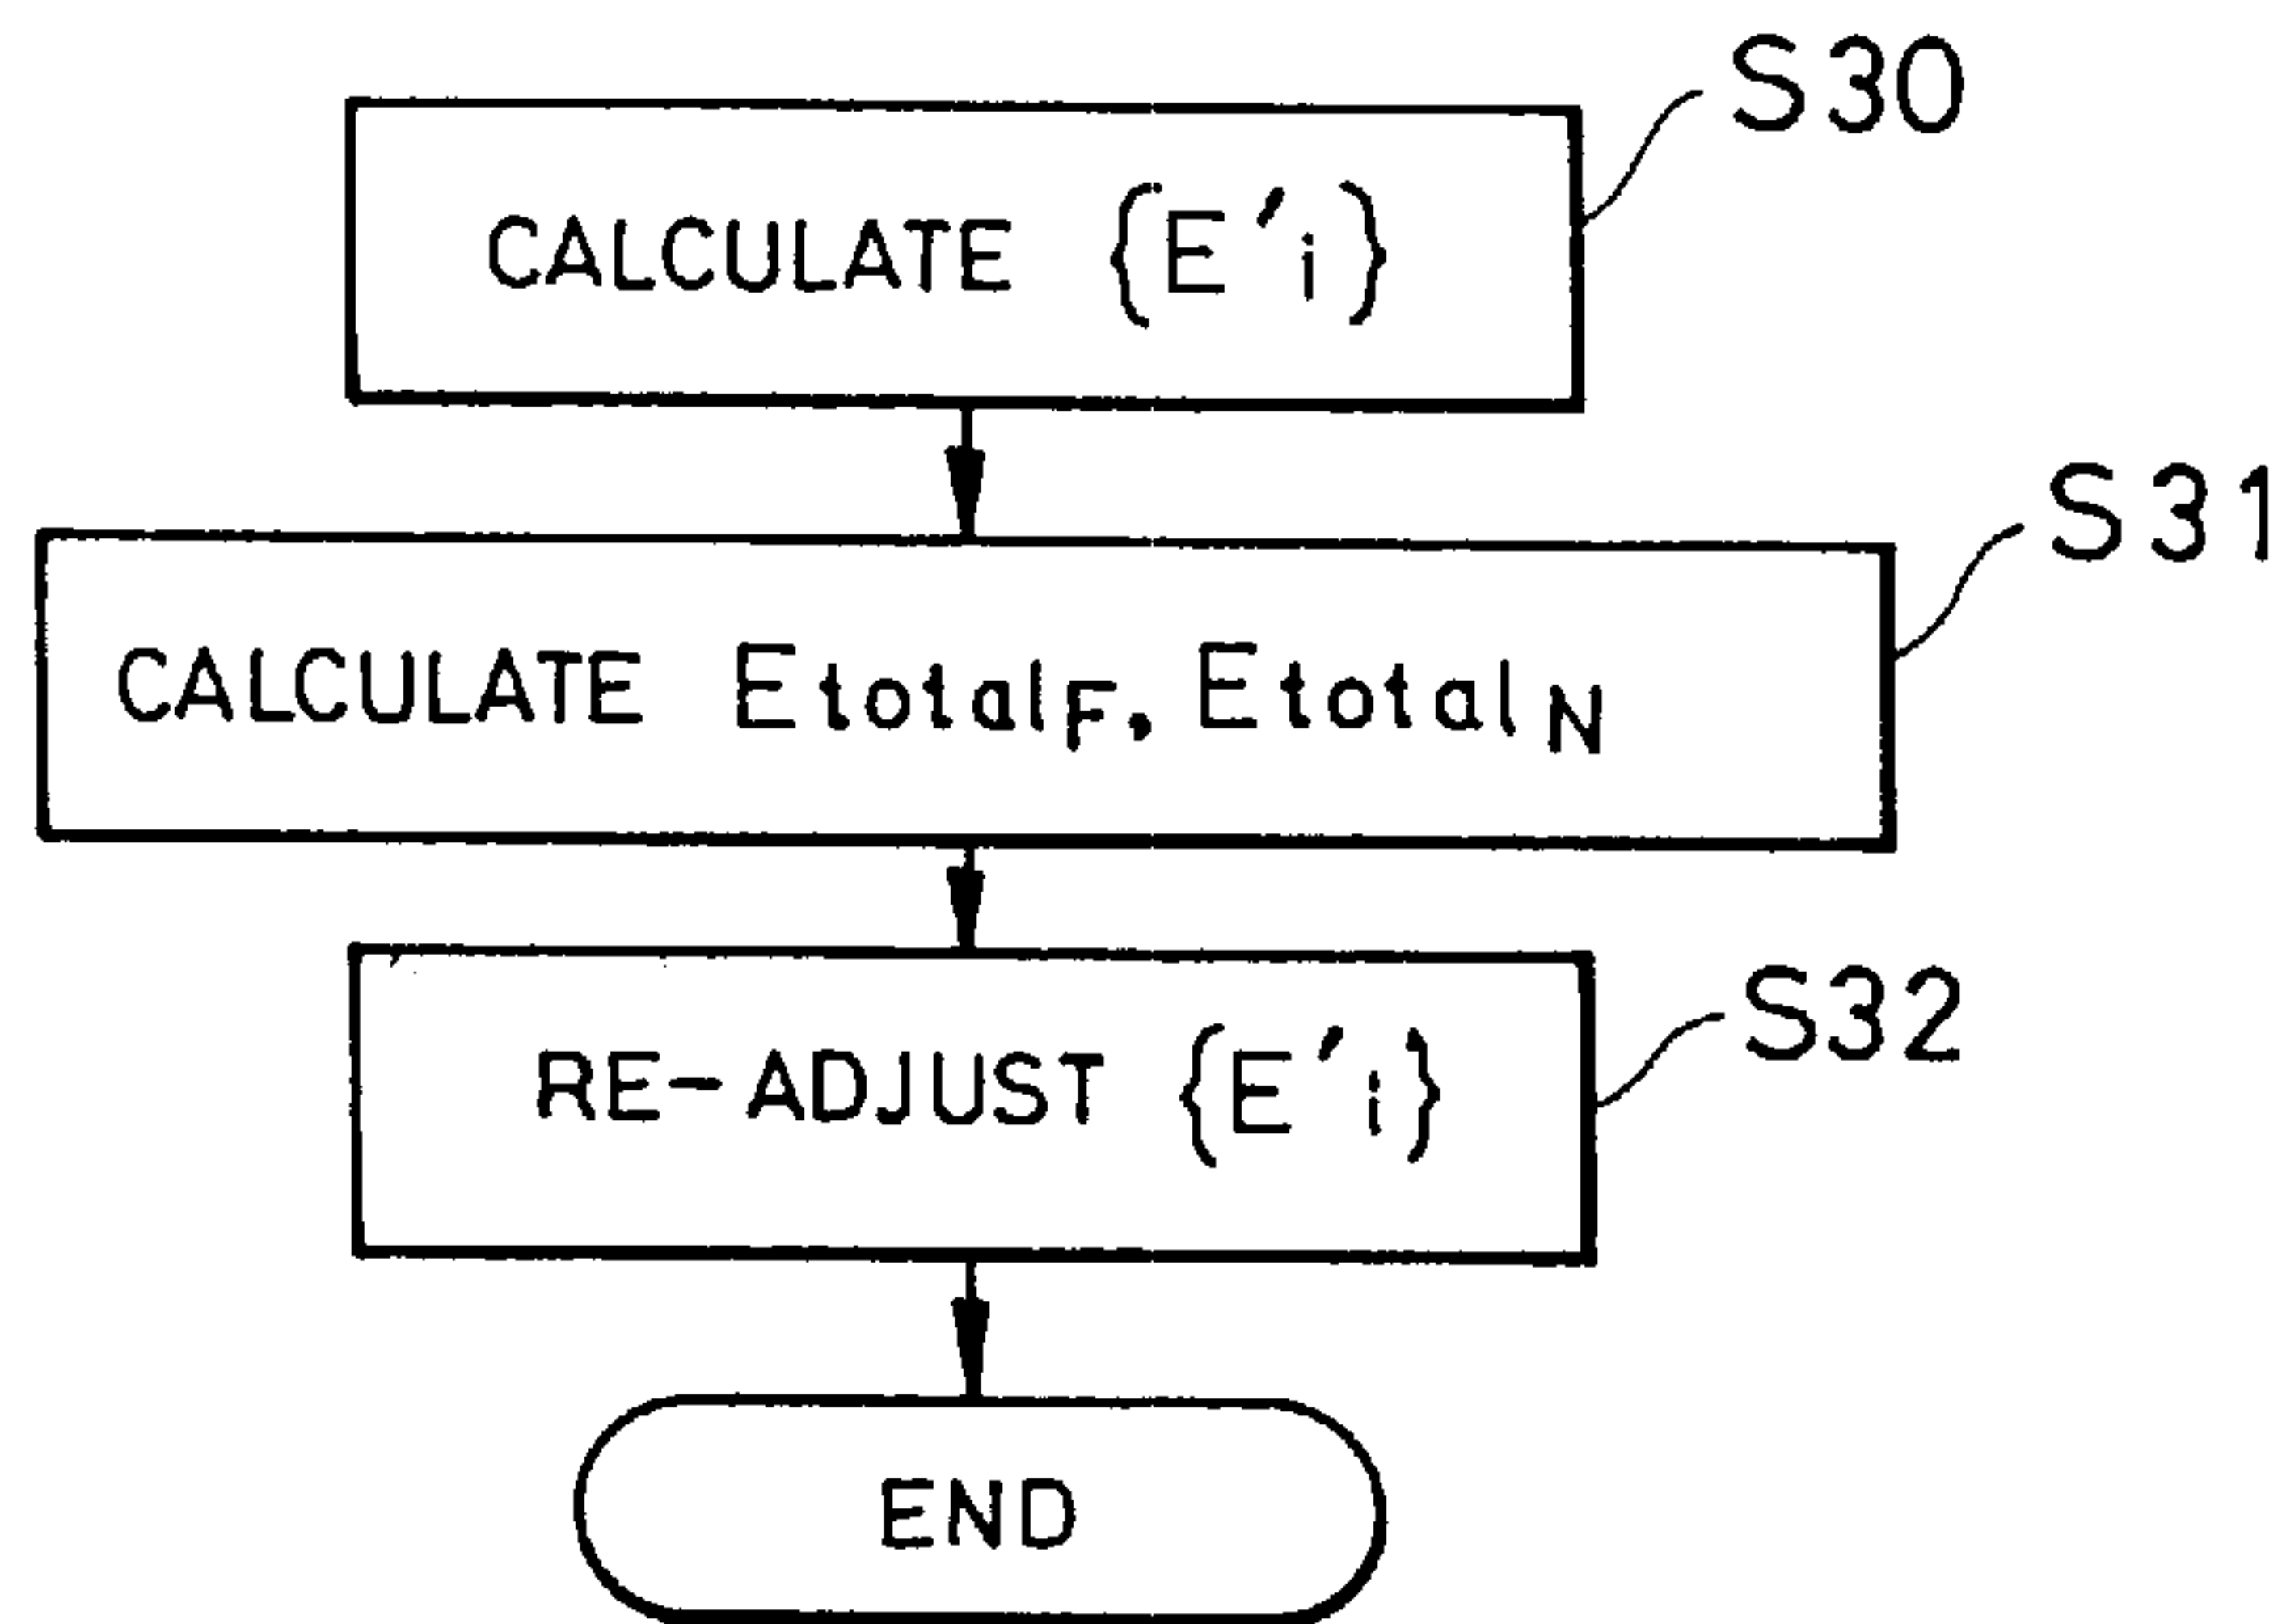 S30
CALCULATE {E'i}
S31
CALCULATE EtotalF, EtotalN
S32
RE-ADJUST {E'i}
END